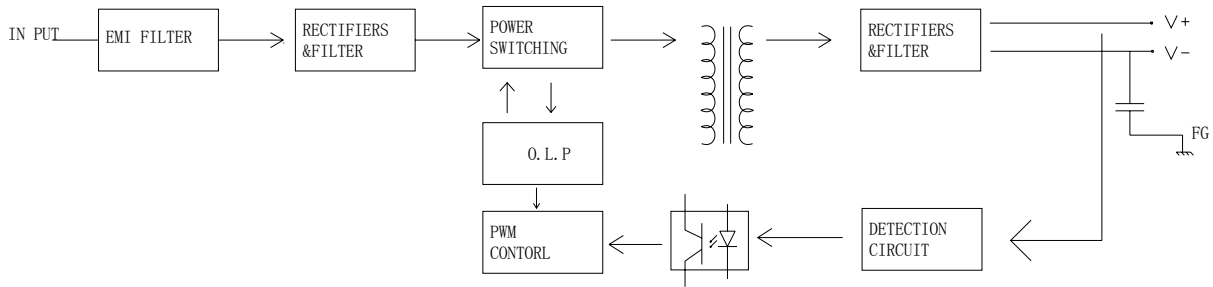 IN PUT
EMI FILTER
RECTIFIERS
&FILTER
POWER
SWITCHING
RECTIFIERS
&FILTER
V+
V-
FG
O.L.P
PWM
CONTORL
DETECTION
CIRCUIT